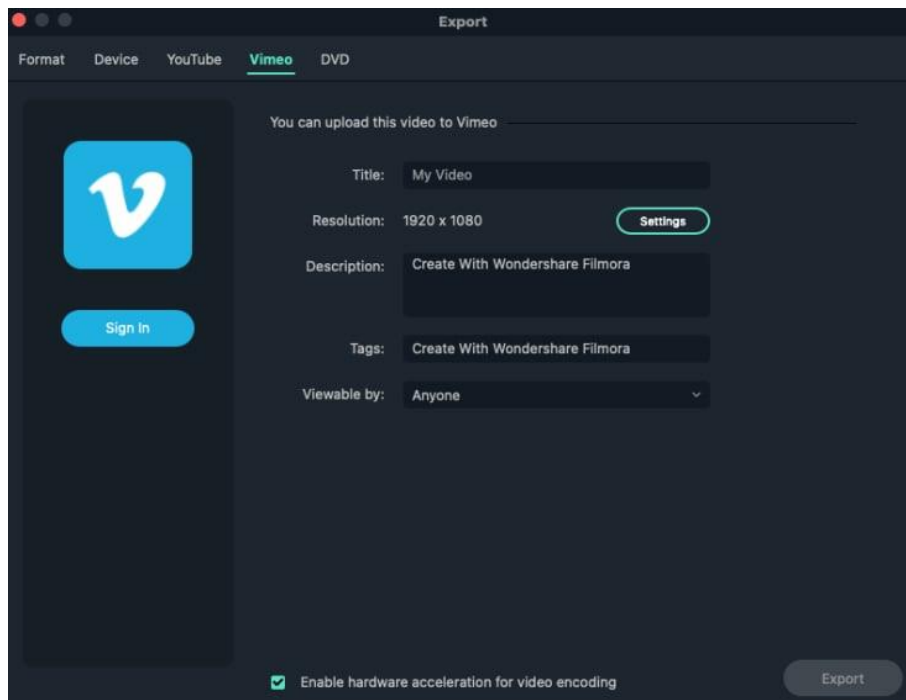 Export
Format Device YouTube Vimeo DVD
You can upload this video to Vimeo
Title: My Video
Resolution: 1920 x 1080 Settings
Description: Create With Wondershare Filmora
Sign In
Tags: Create With Wondershare Filmora
Viewable by: Anyone
Enable hardware acceleration for video encoding
Export